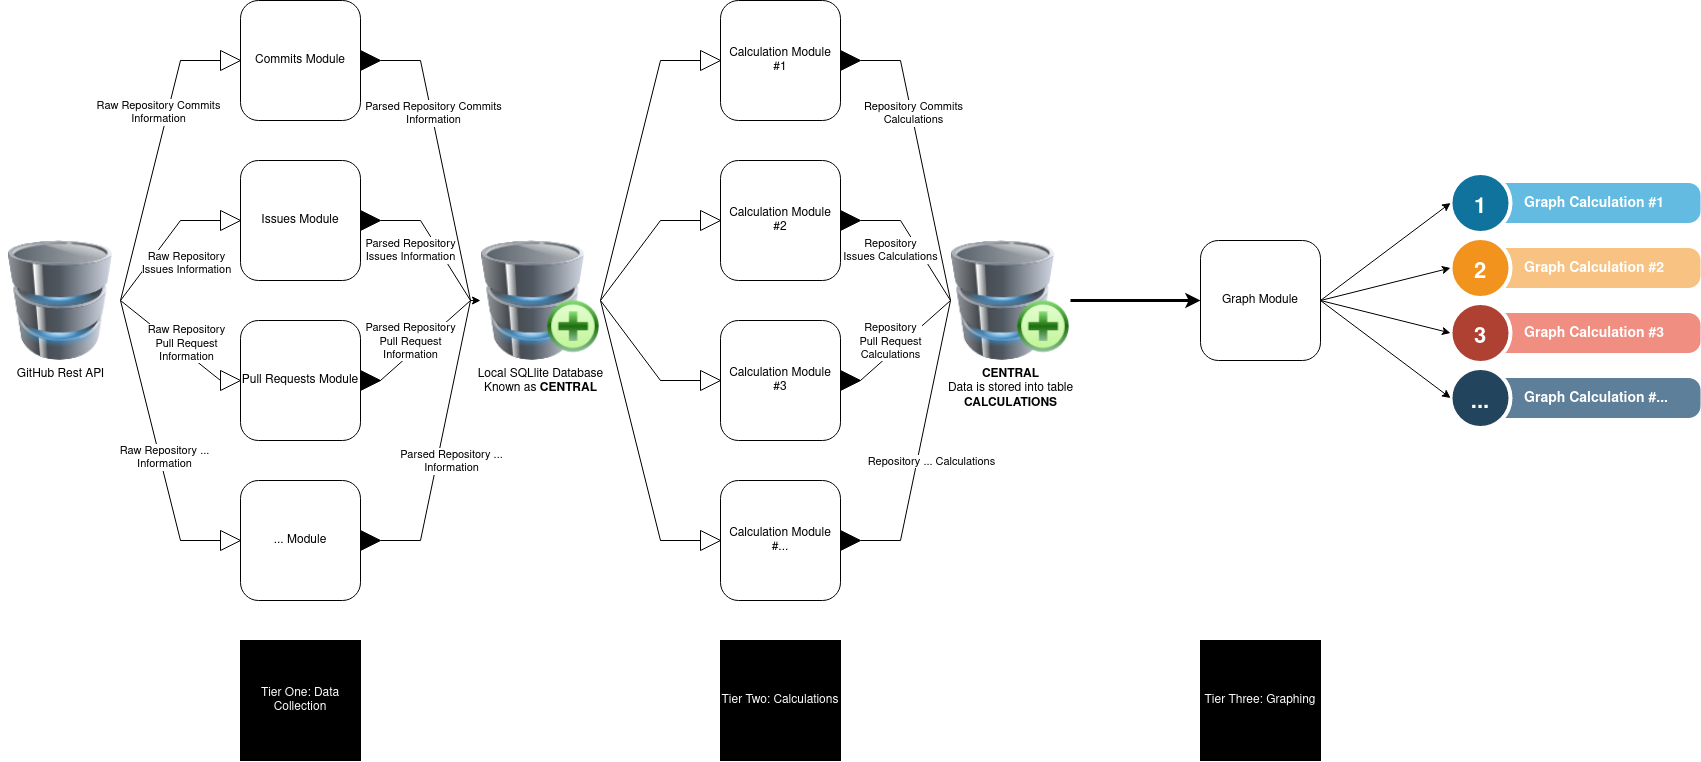 Commits Module
Raw Repository Commits
Information
Parsed Repository Commits
Information
Issues Module
Raw Repository
Issues Information
Parsed Repository
Issues Information
GitHub Rest API
Raw Repository
Pull Request
Information
Pull Requests Module
Parsed Repository
Pull Request
Information
Raw Repository ...
Information
... Module
Parsed Repository ...
Information
Local SQLlite Database
Known as CENTRAL
Calculation Module
#1
Repository Commits
Calculations
Calculation Module
#2
Repository
Issues Calculations
Calculation Module
#3
Repository
Pull Request
Calculations
Calculation Module
#...
Repository ... Calculations
CENTRAL
Data is stored into table
CALCULATIONS
Graph Module
1 Graph Calculation #1
2 Graph Calculation #2
3 Graph Calculation #3
... Graph Calculation #...
Tier One: Data
Collection
Tier Two: Calculations
Tier Three: Graphing